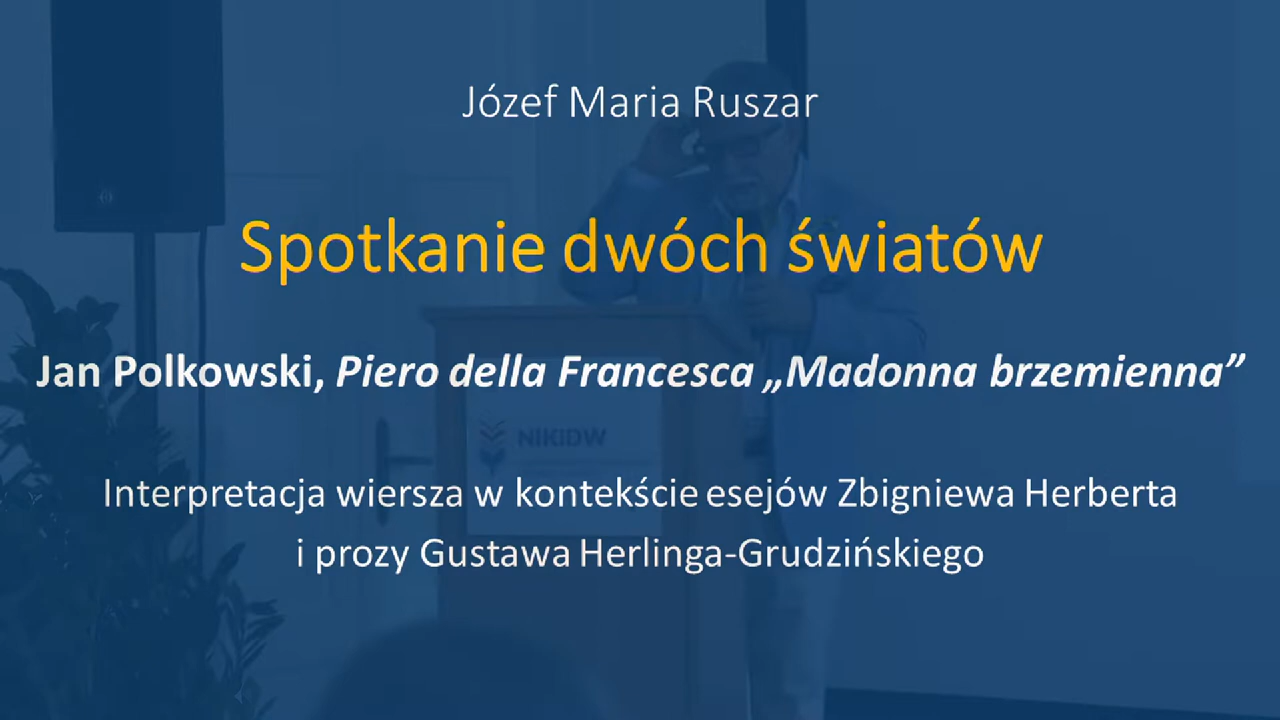 Józef Maria Ruszar
Spotkanie dwóch światów
Jan Polkowski, Piero della Francesca „Madonna brzemienna”
NIKIDW
Interpretacja wiersza w kontekście esejów Zbigniewa Herberta
i prozy Gustawa Herlinga-Grudzińskiego